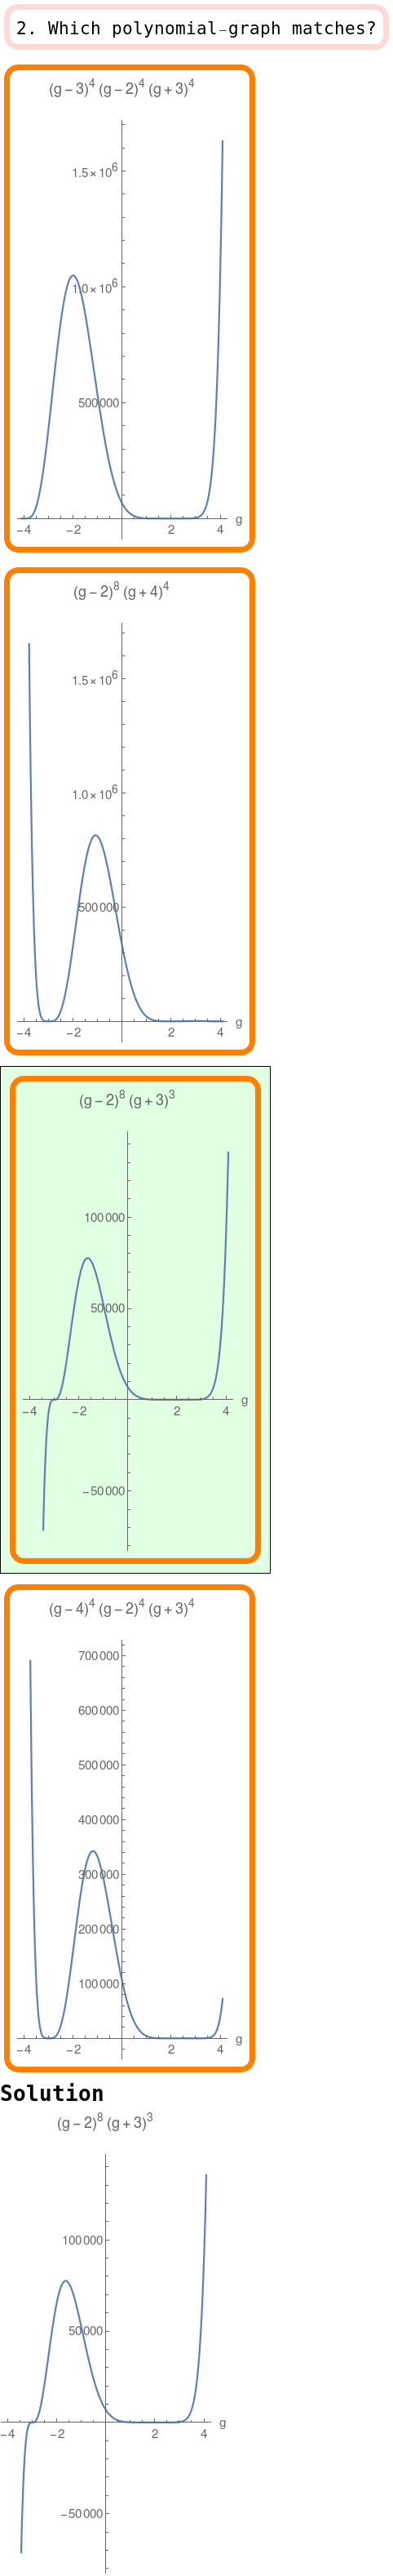 2. Which polynomial-graph matches?
(g-3)^4 (g-2)^4 (g+3)^4
1.5×10^6
1.0×10^6
500000
-4 -2 2 4 g
(g-2)^8 (g+4)^4
1.5×10^6
1.0×10^6
500000
-4 -2 2 4 g
(g-2)^8 (g+3)^3
100000
50000
-4 -2 2 4 g
-50000
(g-4)^4 (g-2)^4 (g+3)^4
700000
600000
500000
400000
300000
200000
100000
-4 -2 2 4 g
Solution
(g-2)^8 (g+3)^3
100000
50000
-4 -2 2 4 g
-50000